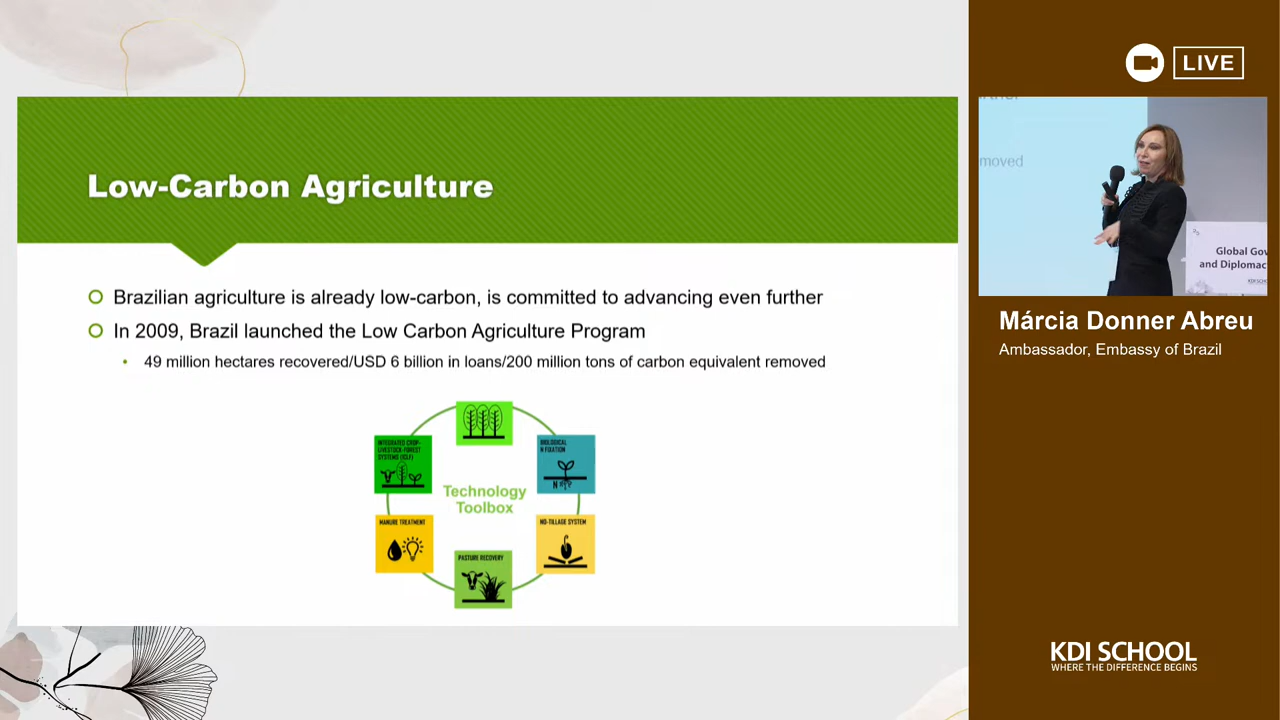 LIVE
Low-Carbon Agriculture
Brazilian agriculture is already low-carbon, is committed to advancing even further
In 2009, Brazil launched the Low Carbon Agriculture Program
49 million hectares recovered/USD 6 billion in loans/200 million tons of carbon equivalent removed
INTEGRATED CROP-
LIVESTOCK-FOREST
SYSTEMS (ICLF)
BIOLOGICAL
N FIXATION
N
Technology
Toolbox
MANURE TREATMENT
NO-TILLAGE SYSTEM
PASTURE RECOVERY
moved
Global Gov
and Diplomac
Márcia Donner Abreu
Ambassador, Embassy of Brazil
KDI SCHOOL
WHERE THE DIFFERENCE BEGINS